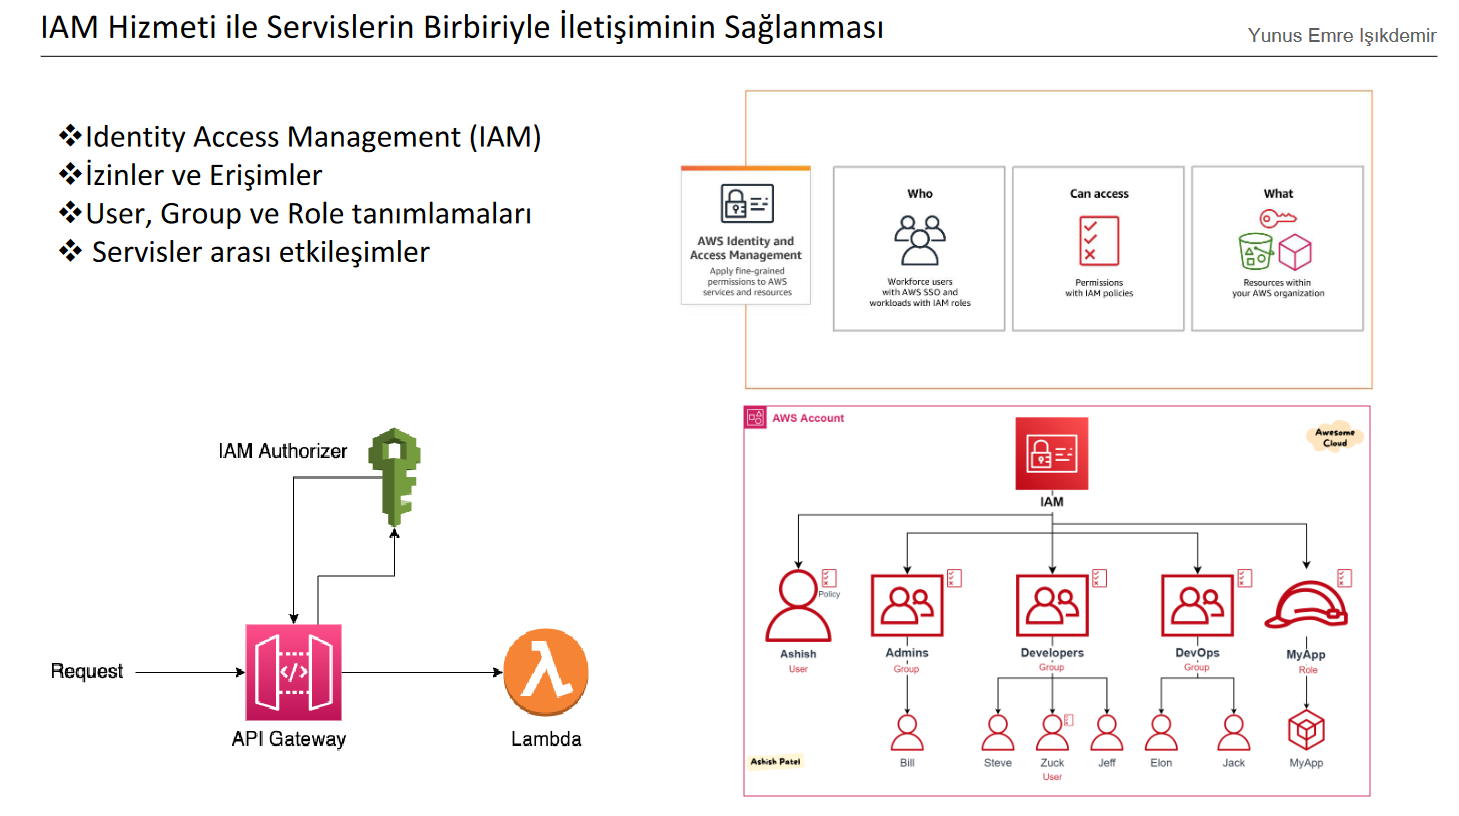 IAM Hizmeti ile Servislerin Birbiriyle İletişiminin Sağlanması
Yunus Emre Işıkdemir
❖Identity Access Management (IAM)
❖İzinler ve Erişimler
❖User, Group ve Role tanımlamaları
❖ Servisler arası etkileşimler
AWS Identity and
Access Management
Apply fine-grained
permissions to AWS
services and resources
Who
Workforce users
with AWS SSO and
workloads with IAM roles
Can access
Permissions
with IAM policies
What
Resources within
your AWS organization
IAM Authorizer
Request
</>
API Gateway
Lambda
AWS Account
Awesome
Cloud
IAM
Policy
Ashish
User
Admins
Group
Developers
Group
DevOps
Group
MyApp
Role
Bill
Steve
Zuck
User
Jeff
Elon
Jack
MyApp
Ashish Patel